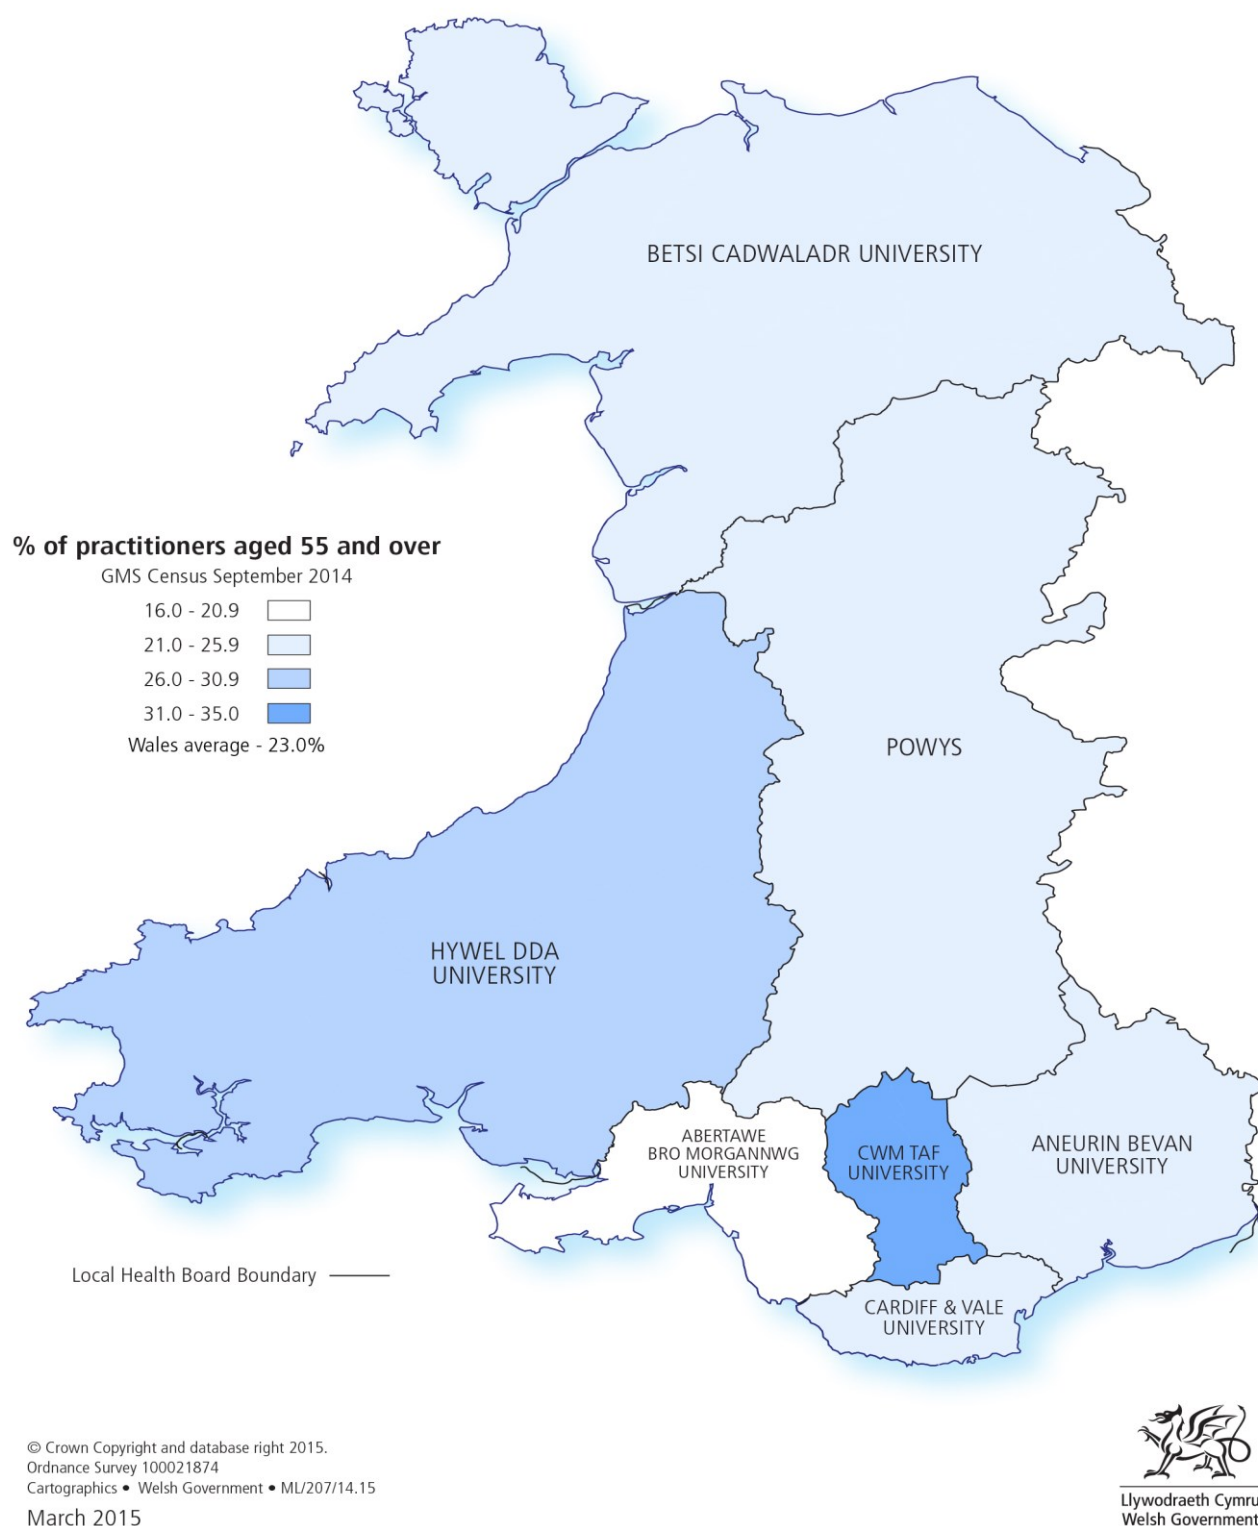 BETSI CADWALADR UNIVERSITY
% of practitioners aged 55 and over
GMS Census September 2014
16.0 - 20.9
21.0 - 25.9
26.0 - 30.9
31.0 - 35.0
Wales average - 23.0%
POWYS
HYWEL DDA
UNIVERSITY
ABERTAWE
BRO MORGANNWG
UNIVERSITY
CWM TAF
UNIVERSITY
ANEURIN BEVAN
UNIVERSITY
Local Health Board Boundary
CARDIFF & VALE
UNIVERSITY
© Crown Copyright and database right 2015.
Ordnance Survey 100021874
Cartographics • Welsh Government • ML/207/14.15
March 2015
Llywodraeth Cymru
Welsh Government